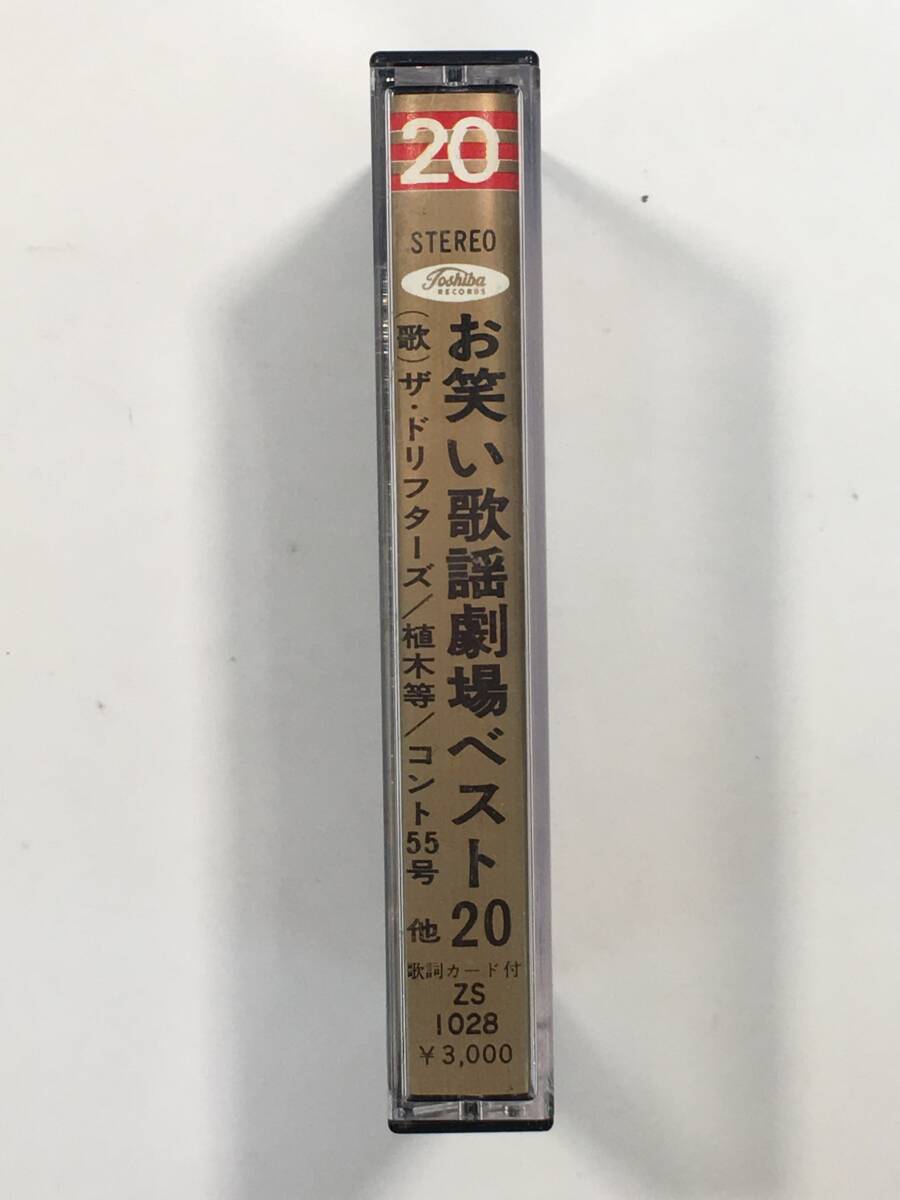 20
STEREO
Toshiba
RECORDS
お笑い歌謡劇場ベスト20
(歌)ザ・ドリフターズ/植木等/コント55号 他
歌詞カード付
ZS
1028
¥3,000